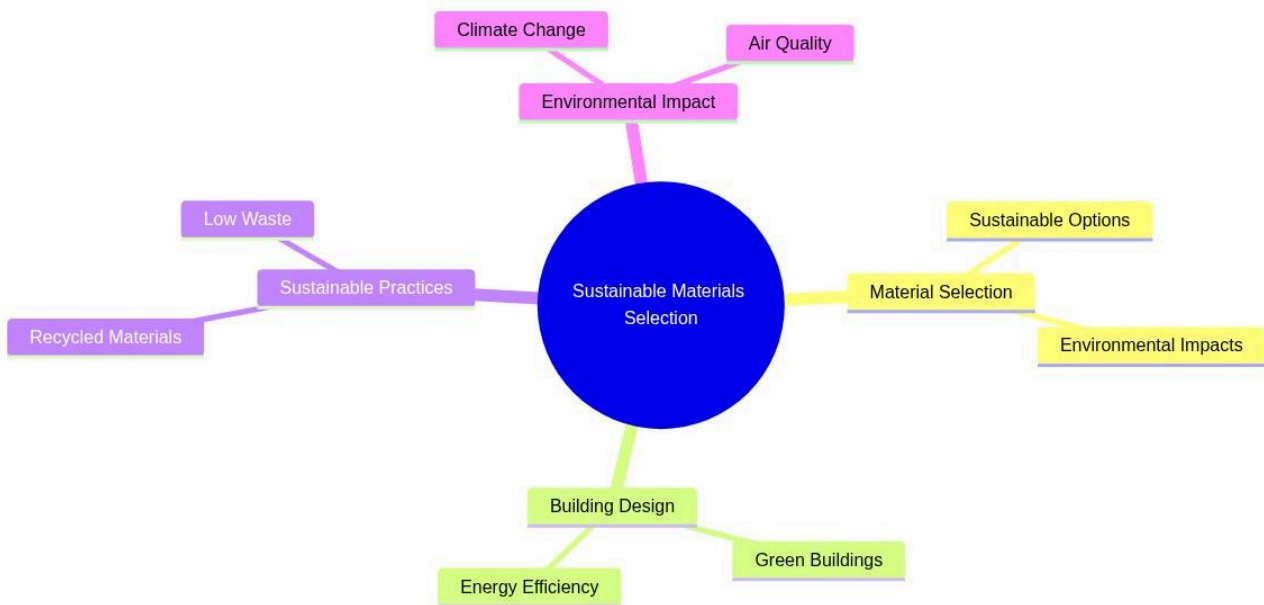 Climate Change
Air Quality
Environmental Impact
Low Waste
Sustainable Options
Sustainable Practices
Sustainable Materials
Selection
Material Selection
Recycled Materials
Environmental Impacts
Building Design
Green Buildings
Energy Efficiency